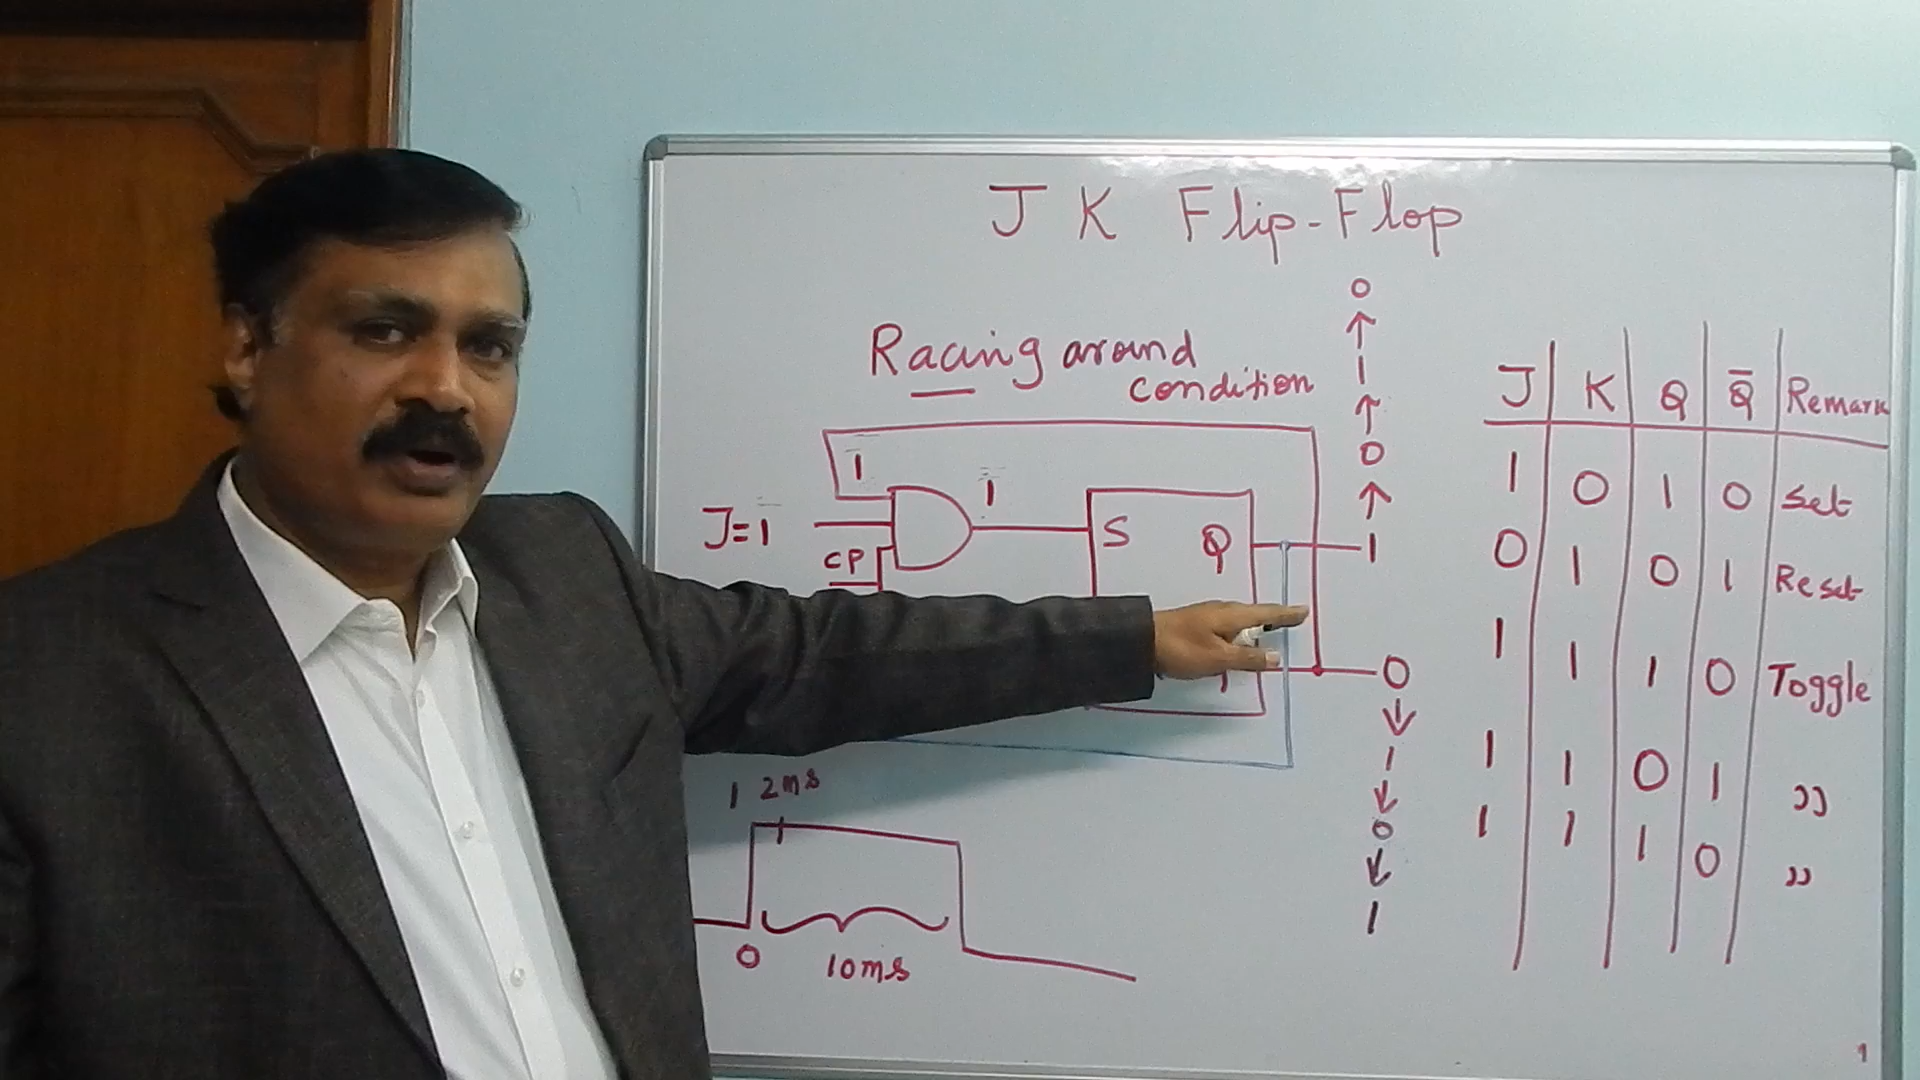 J K Flip-Flop
Racing around
condition
0
↑
1
↑
0
↑
1
0
↓
1
↓
0
↓
1
1
J=1
CP
1
S Q
1 2ms
0 10ms
J K Q Q̅ Remark
1 0 1 0 Set
0 1 0 1 Reset
1 1 1 0 Toggle
1 1 0 1 ,,
1 1 1 0 ,,
1